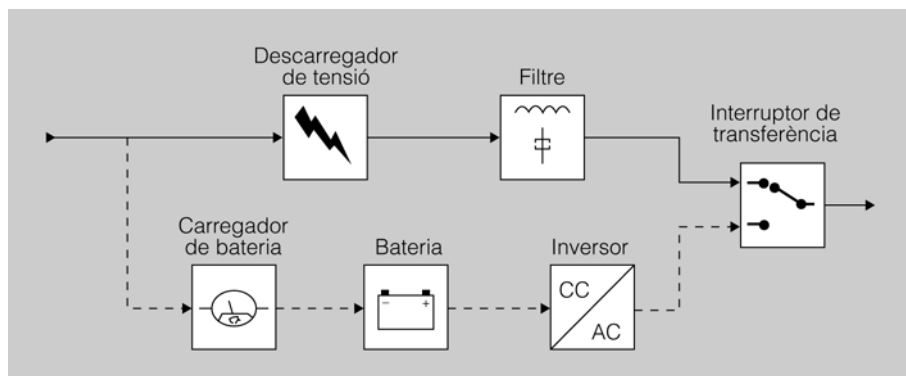 Descarregador
de tensió
Filtre
Interruptor de
transferència
Carregador
de bateria
Bateria
Inversor
- +
CC
AC